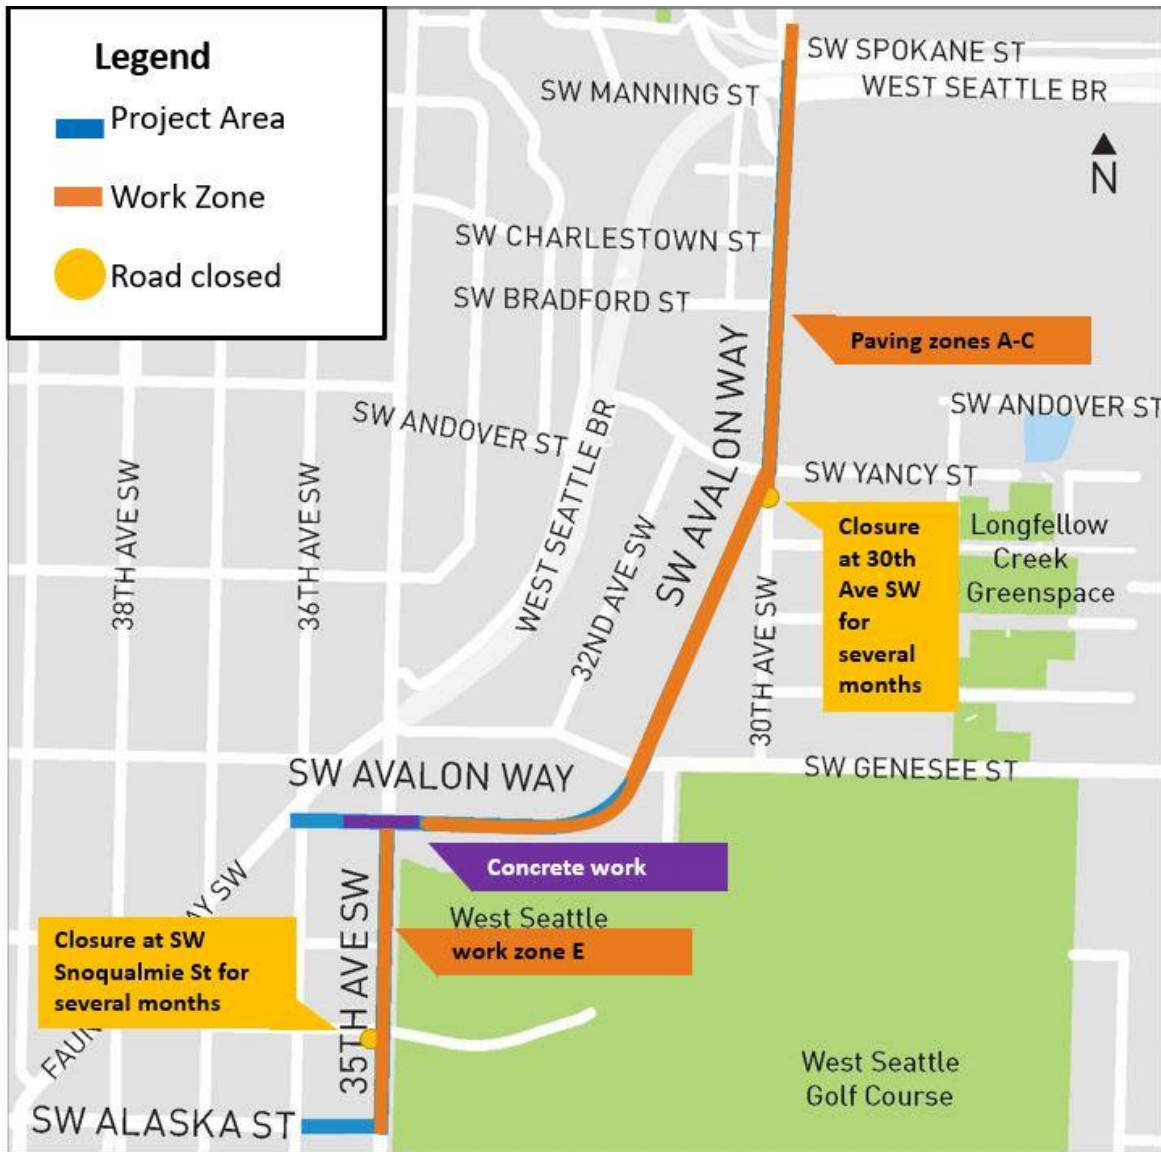 Legend
Project Area
Work Zone
Road closed
SW SPOKANE ST
WEST SEATTLE BR
SW MANNING ST
N
SW CHARLESTOWN ST
SW BRADFORD ST
Paving zones A-C
SW AVALON WAY
SW ANDOVER ST
SW ANDOVER ST
WEST SEATTLE BR
SW YANCY ST
38TH AVE SW
36TH AVE SW
32ND AVE SW
30TH AVE SW
Closure
at 30th
Ave SW
for
several
months
Longfellow
Creek
Greenspace
SW AVALON WAY
SW GENESEE ST
Concrete work
West Seattle
work zone E
35TH AVE SW
Closure at SW
Snoqualmie St for
several months
FAUN
AY SW
West Seattle
Golf Course
SW ALASKA ST